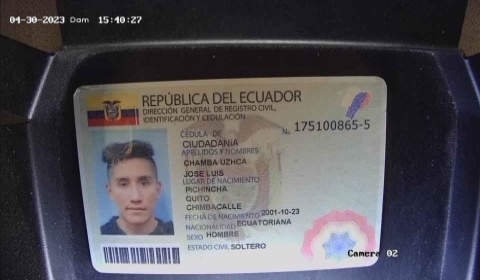 04-30-2023 Dom 15:40:27
REPÚBLICA DEL ECUADOR
DIRECCIÓN GENERAL DE REGISTRO CIVIL,
IDENTIFICACIÓN Y CEDULACIÓN
CÉDULA DE
No. 175100865-5
CIUDADANÍA
APELLIDOS Y NOMBRES
CHAMBA UZHCA
JOSE LUIS
LUGAR DE NACIMIENTO
PICHINCHA
QUITO
CHIMBACALLE
FECHA DE NACIMIENTO 2001-10-23
NACIONALIDAD ECUATORIANA
SEXO HOMBRE
ESTADO CIVIL SOLTERO
Camera 02